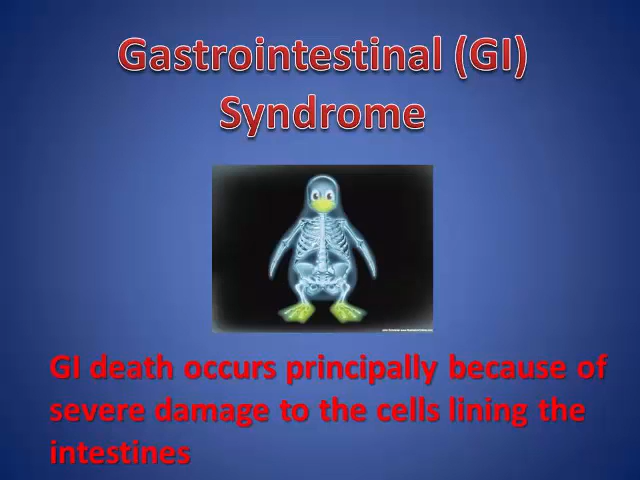 Gastrointestinal (GI)
Syndrome
GI death occurs principally because of
severe damage to the cells lining the
intestines